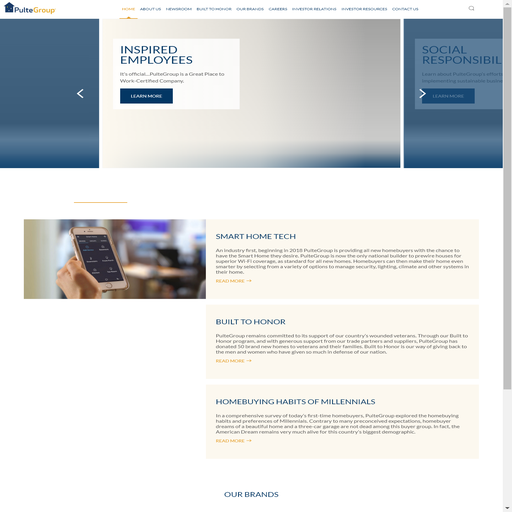 PulteGroup
HOME ABOUT US NEWSROOM BUILT TO HONOR OUR BRANDS CAREERS INVESTOR RELATIONS INVESTOR RESOURCES CONTACT US
INSPIRED
EMPLOYEES
It's official...PulteGroup is a Great Place to
Work-Certified Company.
LEARN MORE
SOCIAL
RESPONSIBIL
Learn about PulteGroup's efforts
implementing sustainable
LEARN MORE
SMART HOME TECH
An industry first, beginning in 2018 PulteGroup is providing all new homebuyers with the chance to
have the Smart Home they desire. PulteGroup is now the only national builder to prewire houses for
superior Wi-Fi coverage, as standard for all new homes. Homebuyers can then make their home even
smarter by selecting from a variety of options to manage security, lighting, climate and other systems in
their home.
READ MORE
BUILT TO HONOR
PulteGroup remains committed to its support of our country's wounded veterans. Through our Built to
Honor program, and with generous support from our trade partners and suppliers, PulteGroup has
donated 50 brand new homes to veterans and their families. Built to Honor is our way of giving back to
the men and women who have given so much in defense of our nation.
READ MORE
HOMEBUYING HABITS OF MILLENNIALS
In a comprehensive survey of today's first-time homebuyers, PulteGroup explored the homebuying
habits and preferences of Millennials. Contrary to many preconceived expectations, homebuyer
dreams of a beautiful home and a three-car garage are not dead among this buyer group. In fact, the
American Dream remains very much alive for this country's biggest demographic.
READ MORE
OUR BRANDS